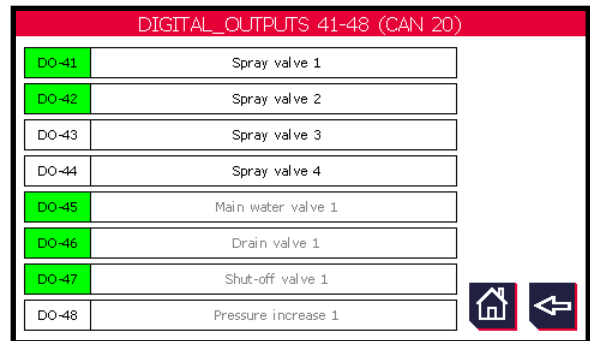 DIGITAL_OUTPUTS 41-48 (CAN 20)
DO-41 Spray valve 1
DO-42 Spray valve 2
DO-43 Spray valve 3
DO-44 Spray valve 4
DO-45 Main water valve 1
DO-46 Drain valve 1
DO-47 Shut-off valve 1
DO-48 Pressure increase 1